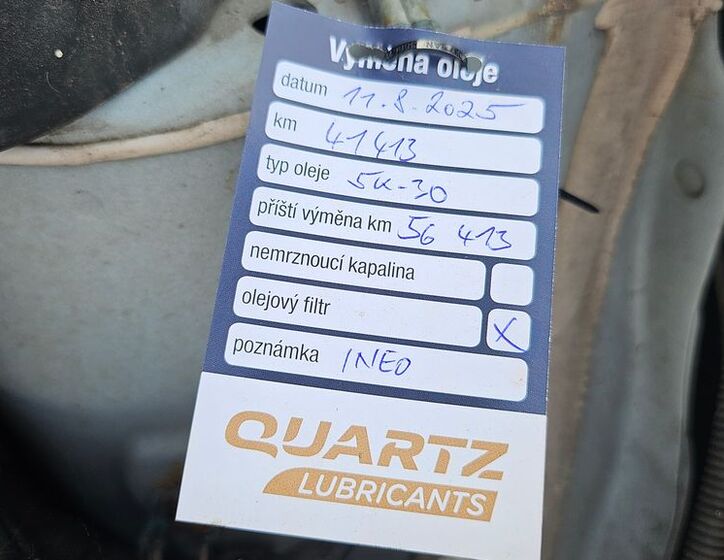 Výměna oleje
datum 11.8.2025
km 41413
typ oleje 5W-30
příští výměna km 56 413
nemrznoucí kapalina
olejový filtr X
poznámka INEO
QUARTZ
LUBRICANTS